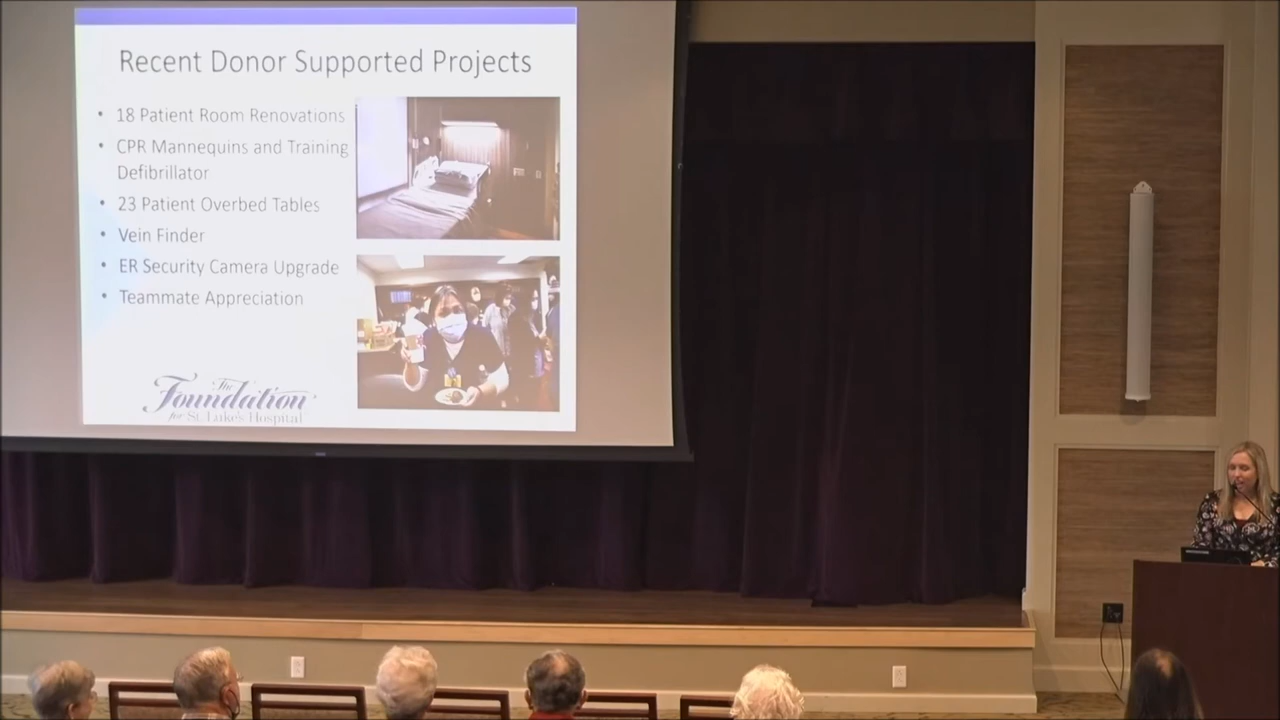 Recent Donor Supported Projects
• 18 Patient Room Renovations
• CPR Mannequins and Training
Defibrillator
• 23 Patient Overbed Tables
• Vein Finder
• ER Security Camera Upgrade
• Teammate Appreciation
The
Foundation
for St. Luke's Hospital